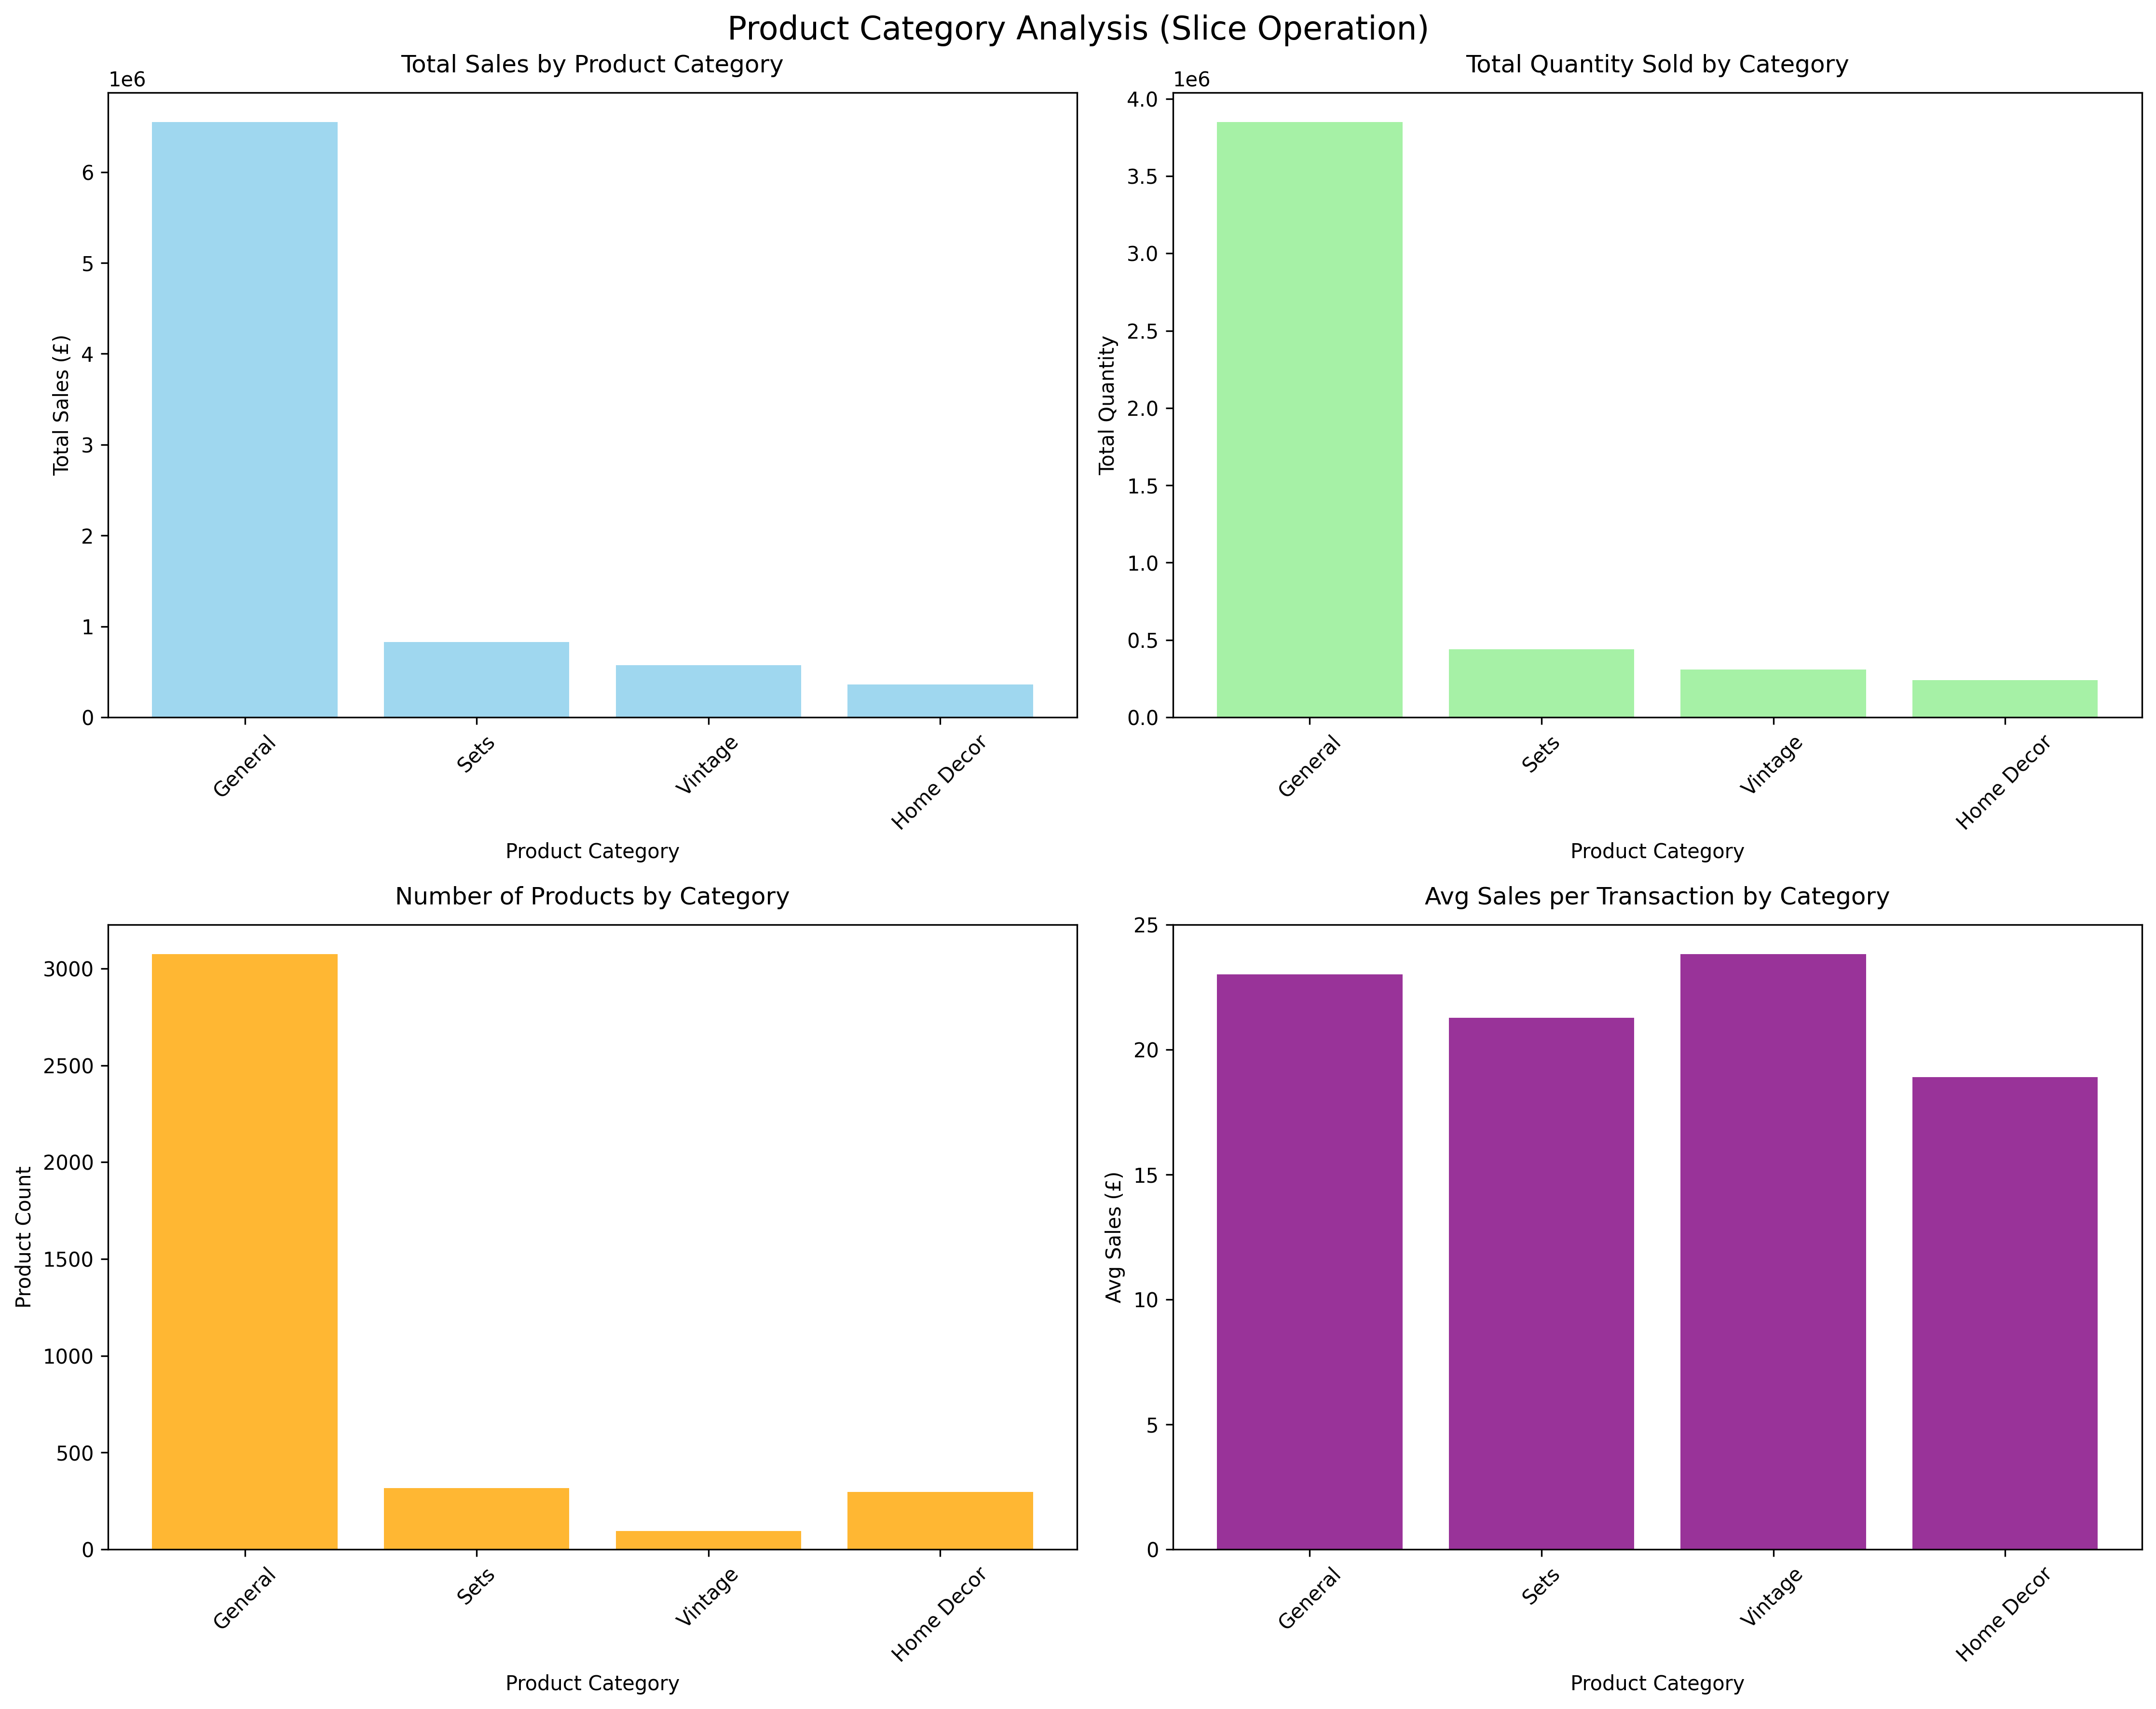 Product Category Analysis (Slice Operation)
Total Sales by Product Category
1e6
6
5
4
3
2
1
0
Total Sales (£)
General
Sets
Vintage
Home Decor
Product Category
Total Quantity Sold by Category
1e6
4.0
3.5
3.0
2.5
2.0
1.5
1.0
0.5
0.0
Total Quantity
General
Sets
Vintage
Home Decor
Product Category
Number of Products by Category
3000
2500
2000
1500
1000
500
0
Product Count
General
Sets
Vintage
Home Decor
Product Category
Avg Sales per Transaction by Category
25
20
15
10
5
0
Avg Sales (£)
General
Sets
Vintage
Home Decor
Product Category